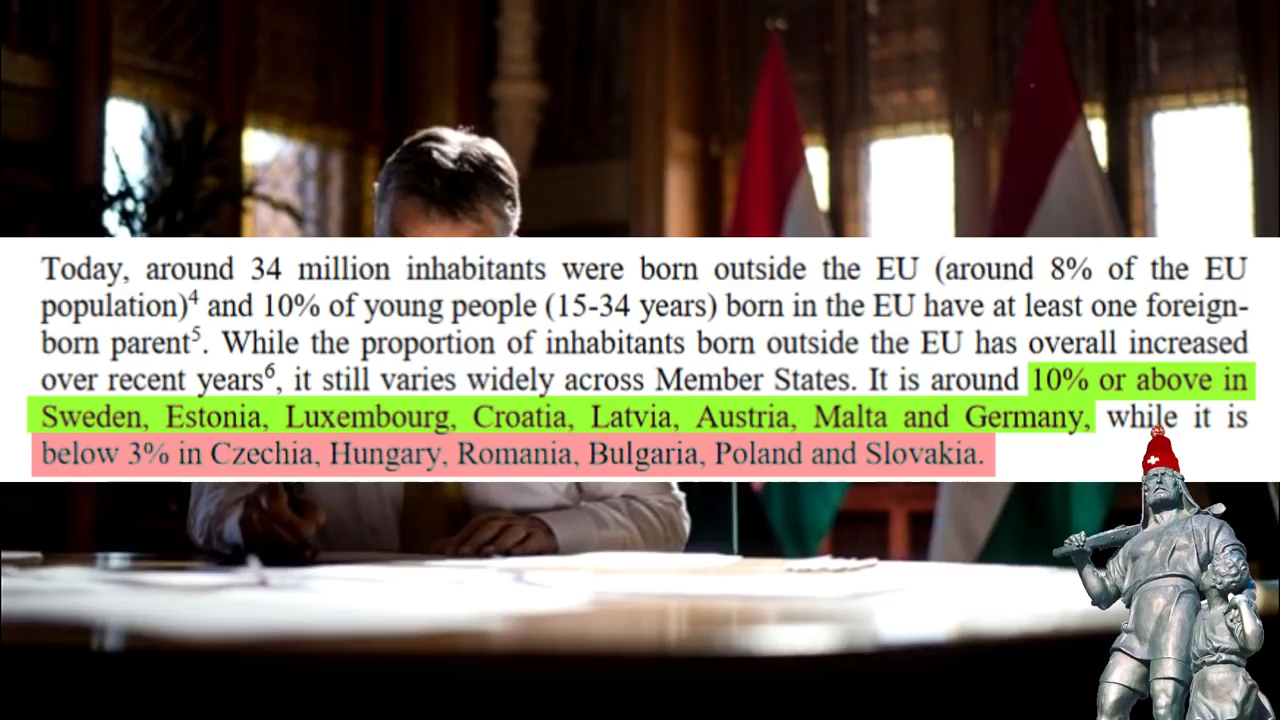 Today, around 34 million inhabitants were born outside the EU (around 8% of the EU
population)⁴ and 10% of young people (15-34 years) born in the EU have at least one foreign-
born parent⁵. While the proportion of inhabitants born outside the EU has overall increased
over recent years⁶, it still varies widely across Member States. It is around 10% or above in
Sweden, Estonia, Luxembourg, Croatia, Latvia, Austria, Malta and Germany, while it is
below 3% in Czechia, Hungary, Romania, Bulgaria, Poland and Slovakia.